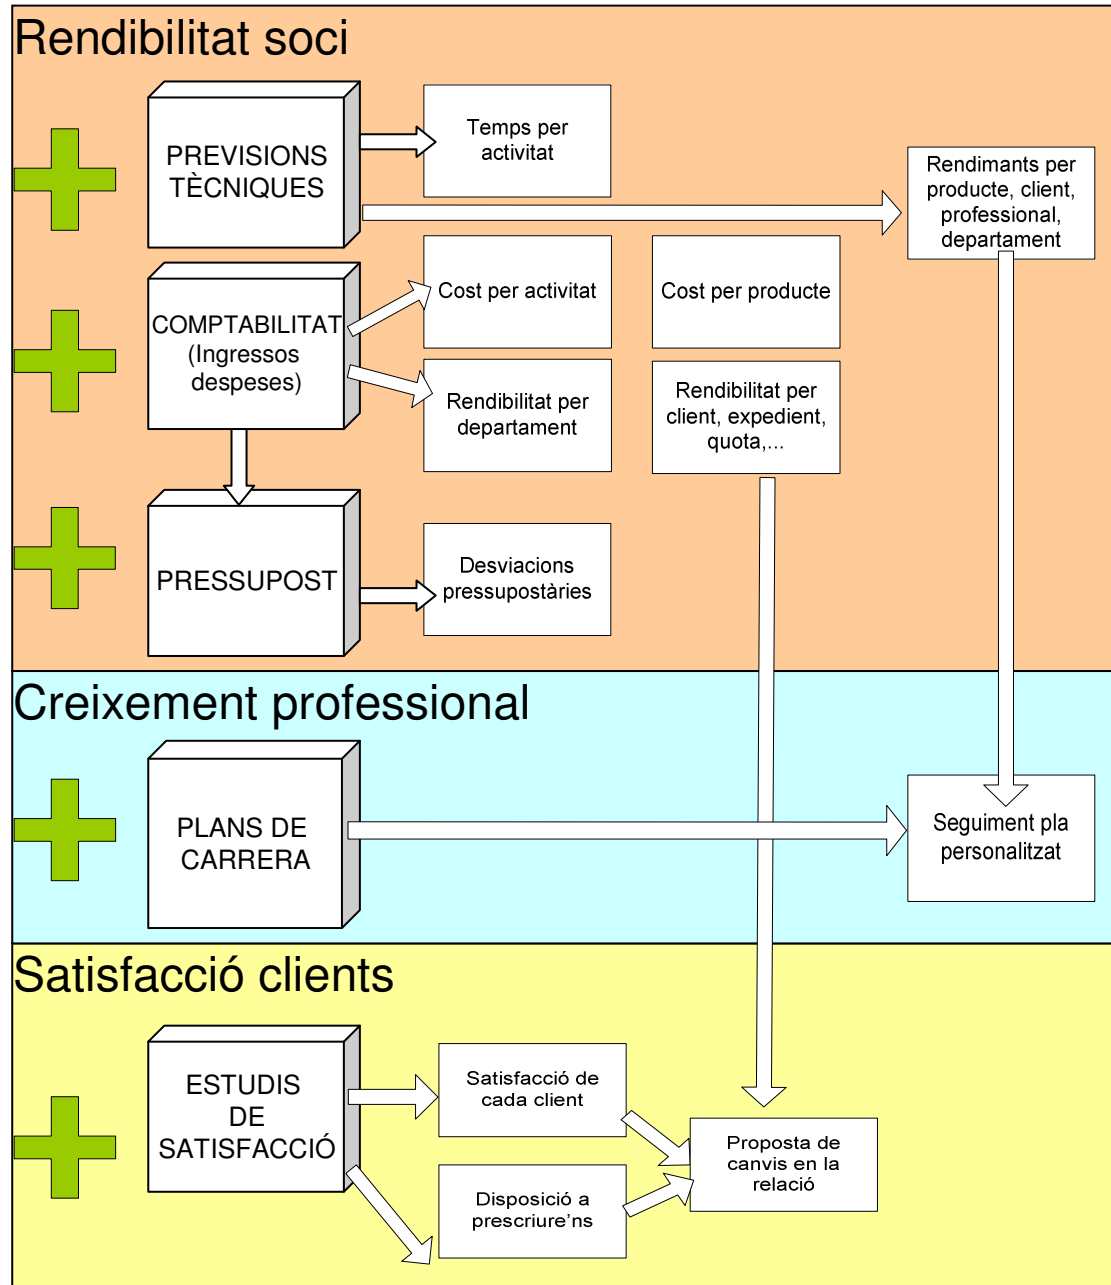 Rendibilitat soci
PREVISIONS
TÈCNIQUES
Temps per
activitat
Rendimants per
producte, client,
professional,
departament
COMPTABILITAT
(Ingressos
despeses)
Cost per activitat
Cost per producte
Rendibilitat per
departament
Rendibilitat per
client, expedient,
quota,...
PRESSUPOST
Desviacions
pressupostàries
Creixement professional
PLANS DE
CARRERA
Seguiment pla
personalitzat
Satisfacció clients
ESTUDIS
DE
SATISFACCIÓ
Satisfacció de
cada client
Disposició a
prescriure’ns
Proposta de
canvis en la
relació